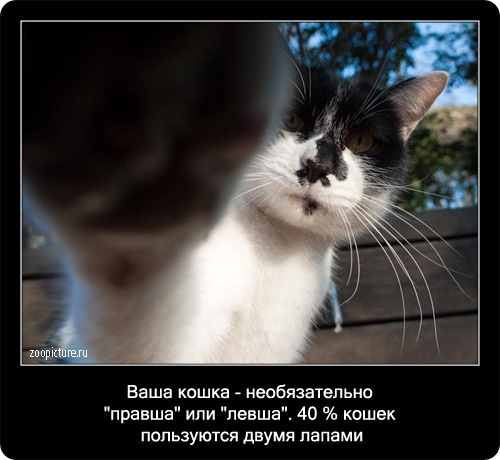 zoopicture.ru
Ваша кошка - необязательно
"правша" или "левша". 40 % кошек
пользуются двумя лапами